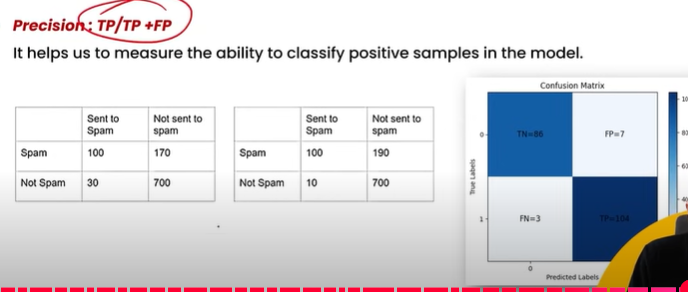 Precision: TP/TP +FP
It helps us to measure the ability to classify positive samples in the model.
Sent to Spam Not sent to spam
Spam 100 170
Not Spam 30 700
Sent to Spam Not sent to spam
Spam 100 190
Not Spam 10 700
Confusion Matrix
True Labels
0 TN=86 FP=7
1 FN=3 TP=104
0
Predicted Labels